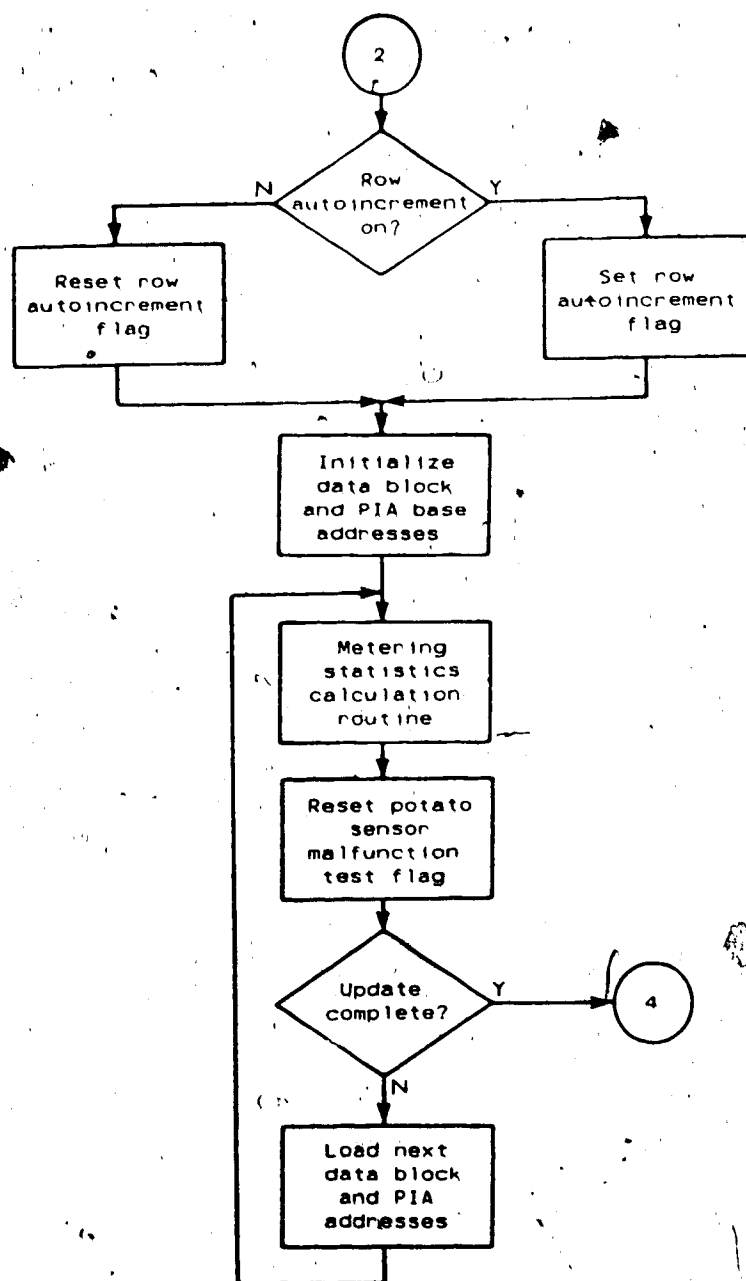 2
Row
autoincrement
on?
N
Y
Reset row
autoincrement
flag
Set row
autoincrement
flag
Initialize
data block
and PIA base
addresses
Metering
statistics
calculation
routine
Reset potato
sensor
malfunction
test flag
Update
complete?
Y
4
N
Load next
data block
and PIA
addresses